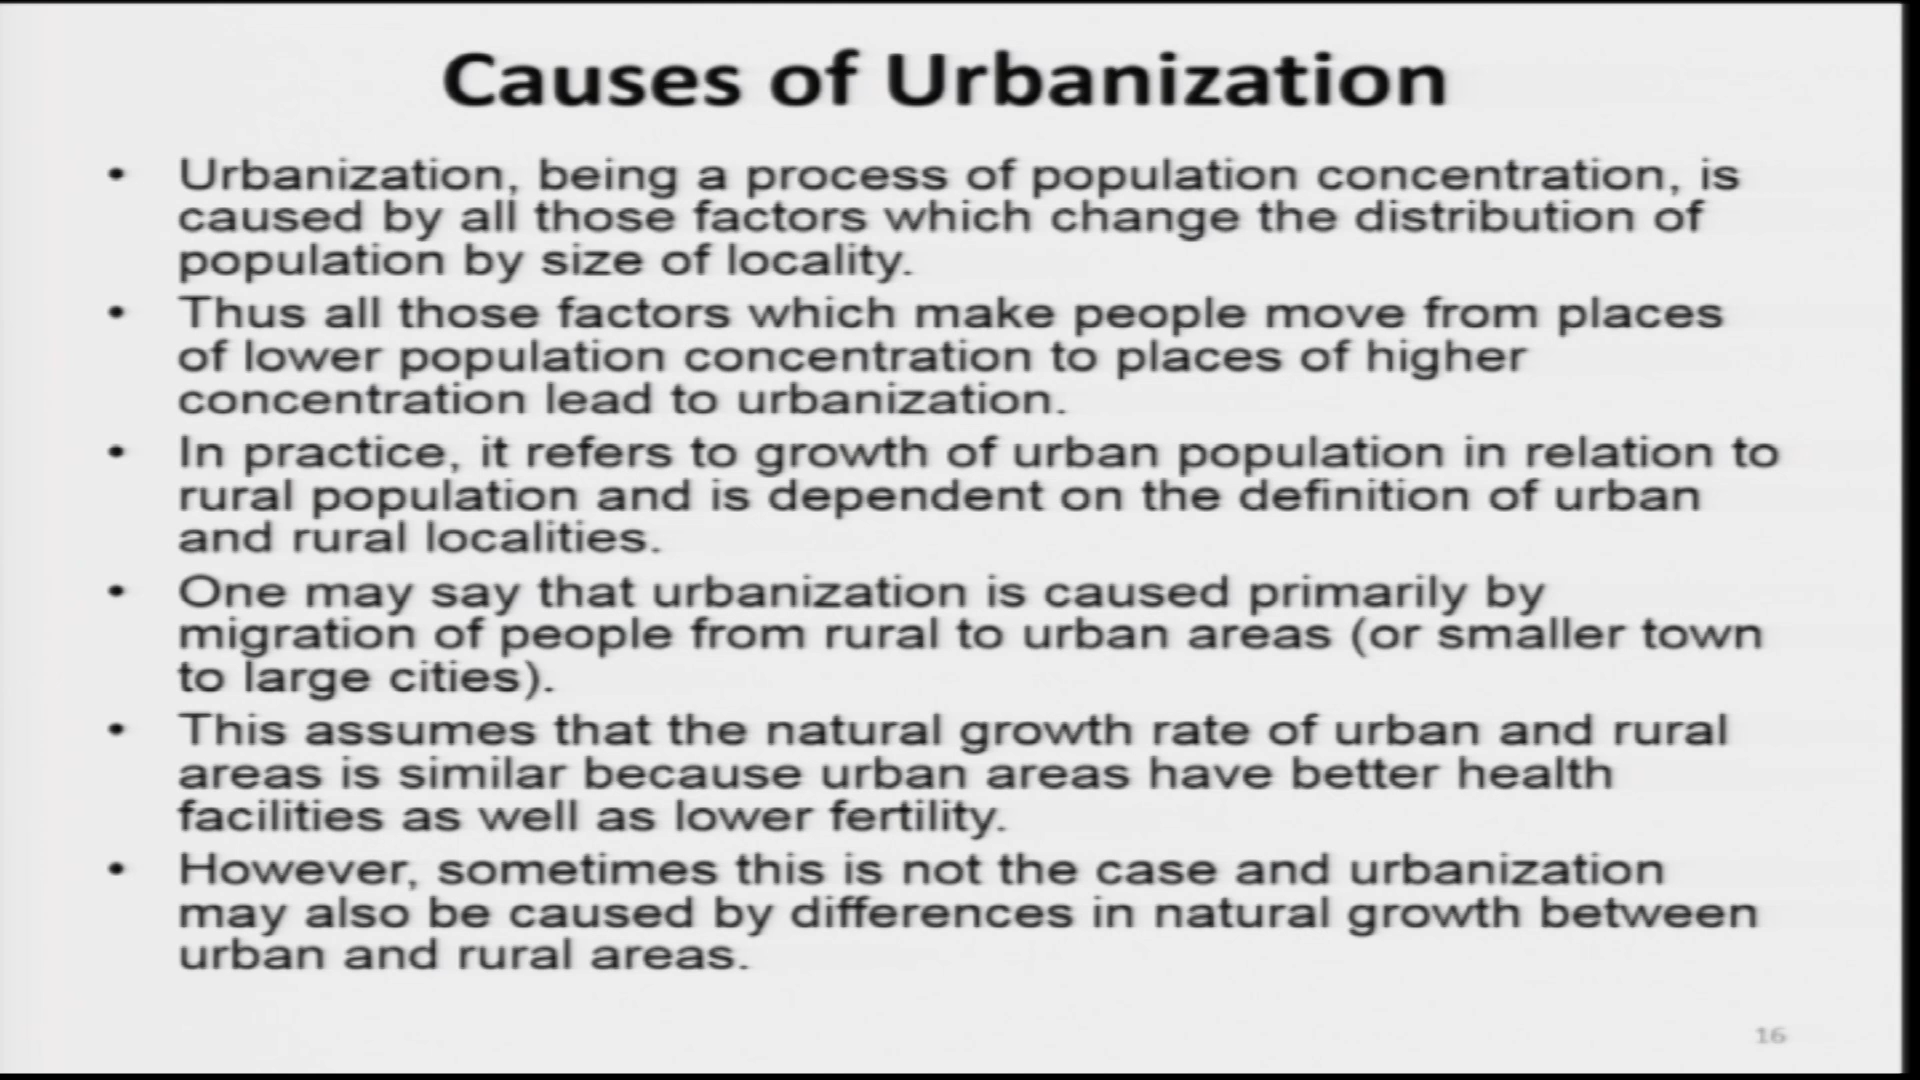 Causes of Urbanization
• Urbanization, being a process of population concentration, is
caused by all those factors which change the distribution of
population by size of locality.
• Thus all those factors which make people move from places
of lower population concentration to places of higher
concentration lead to urbanization.
• In practice, it refers to growth of urban population in relation to
rural population and is dependent on the definition of urban
and rural localities.
• One may say that urbanization is caused primarily by
migration of people from rural to urban areas (or smaller town
to large cities).
• This assumes that the natural growth rate of urban and rural
areas is similar because urban areas have better health
facilities as well as lower fertility.
• However, sometimes this is not the case and urbanization
may also be caused by differences in natural growth between
urban and rural areas.
16